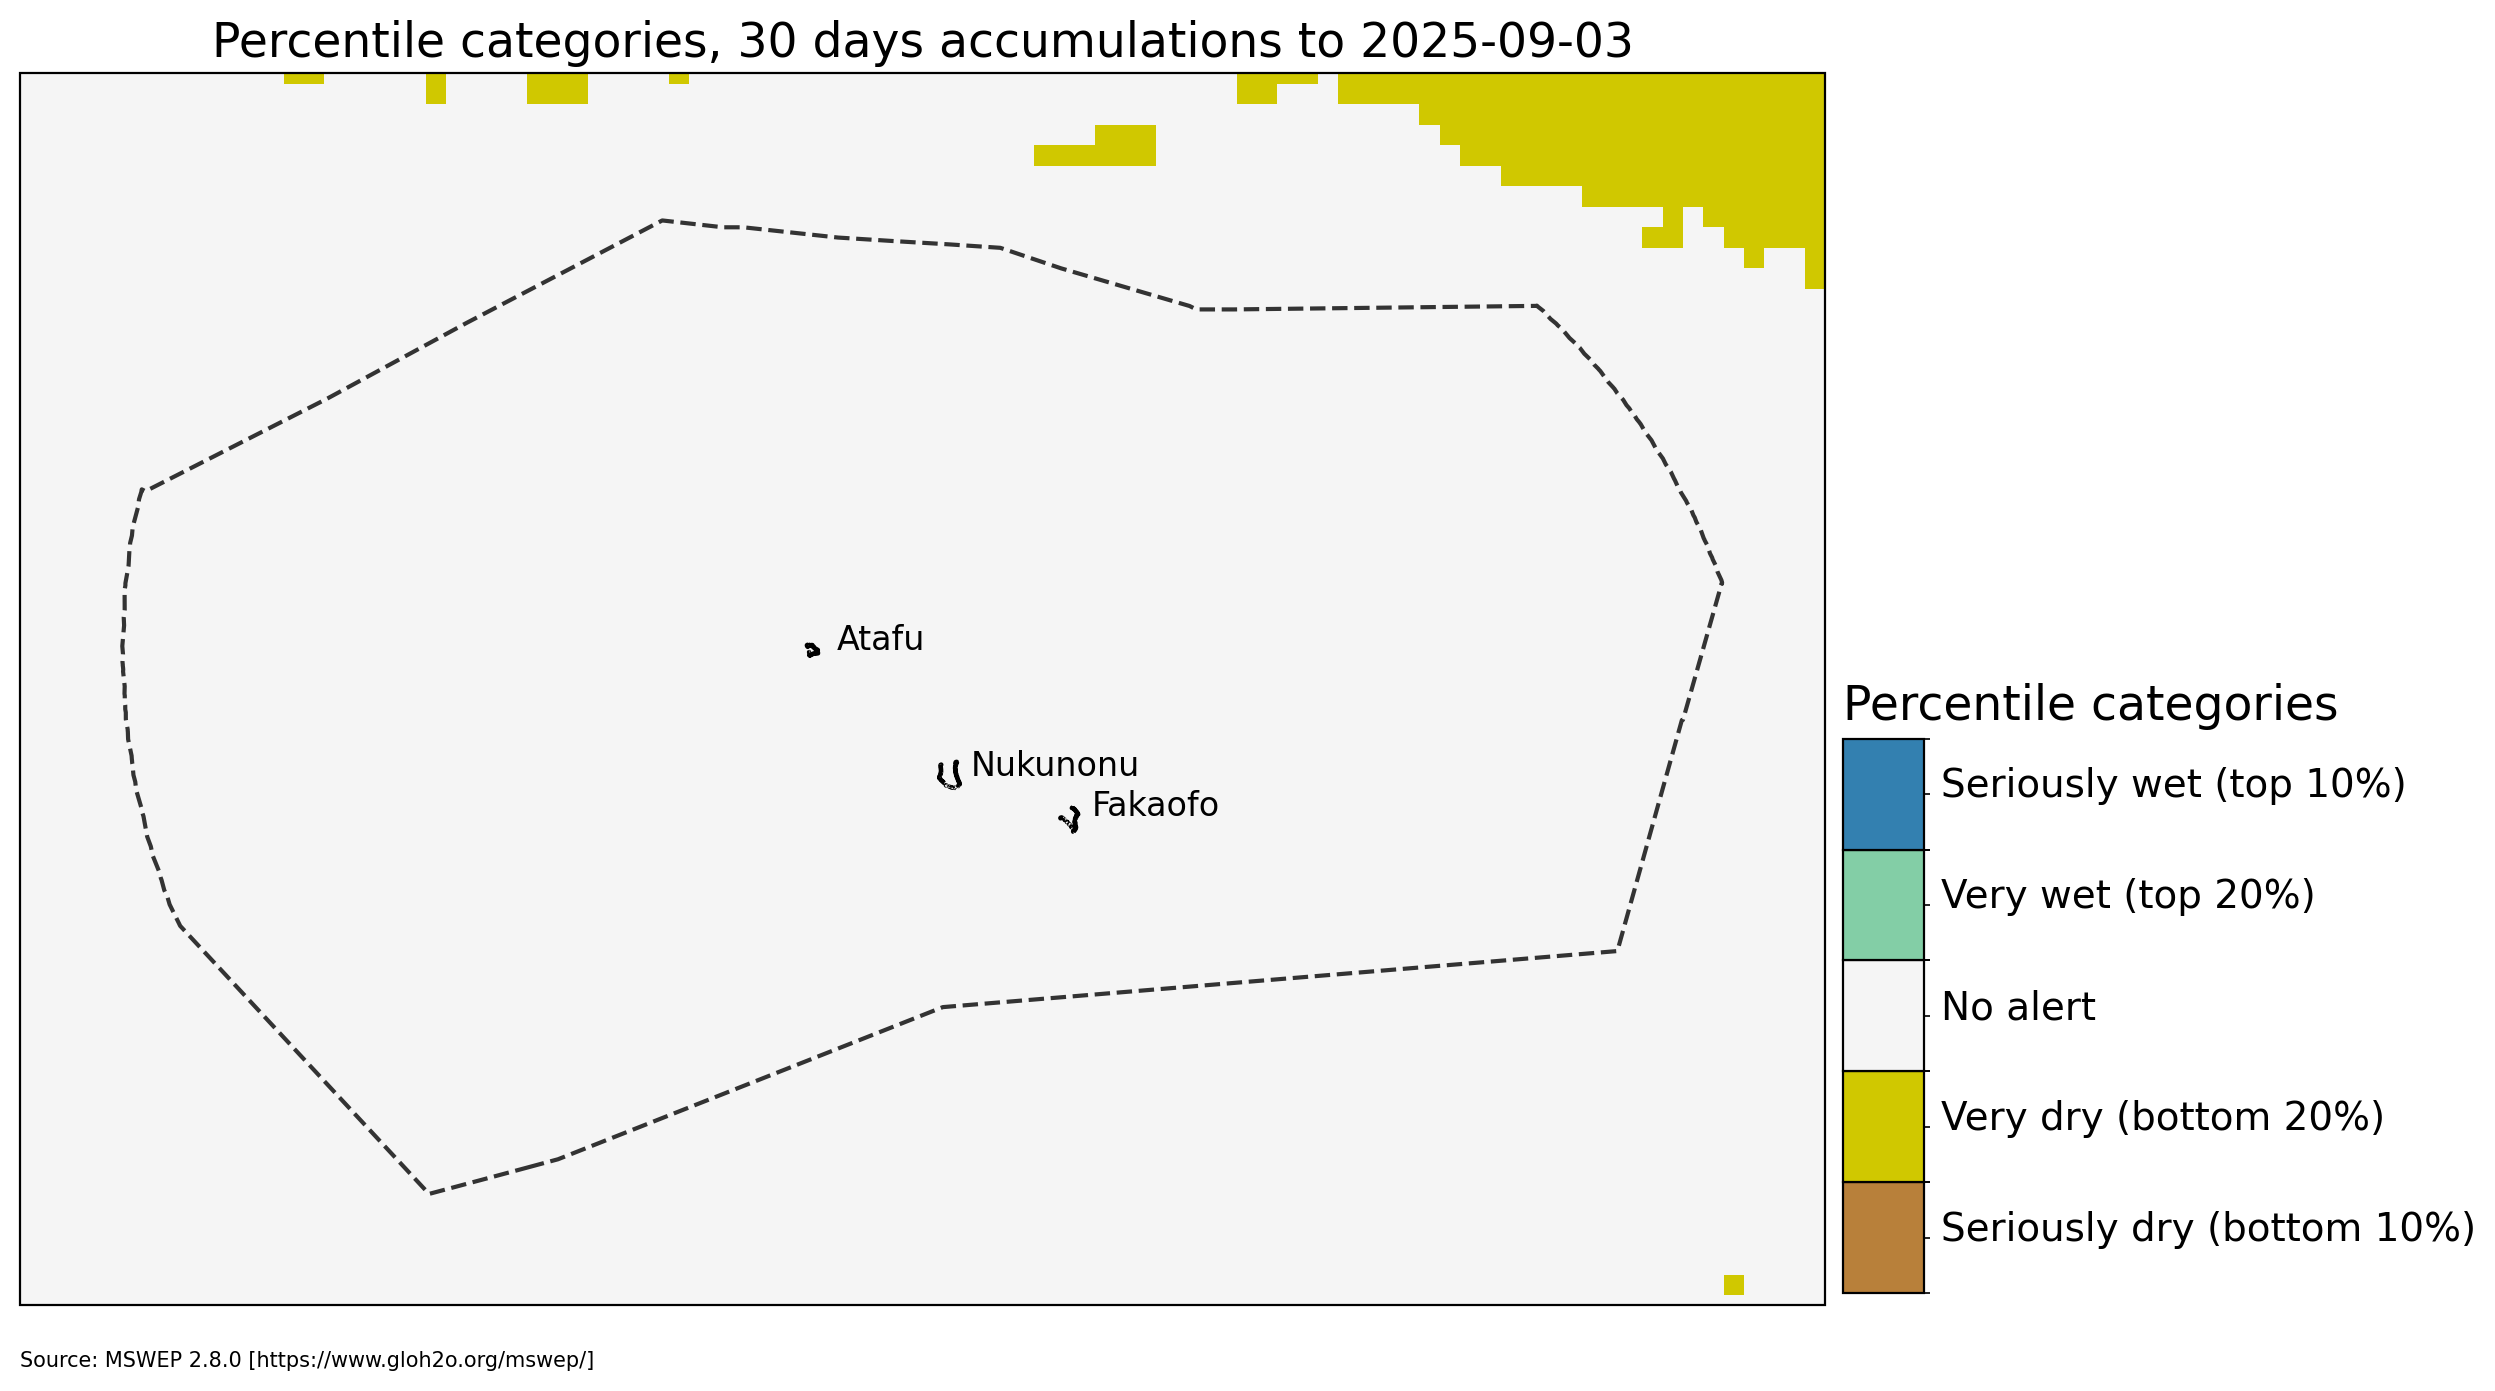 Percentile categories, 30 days accumulations to 2025-09-03
Atafu
Nukunonu
Fakaofo
Percentile categories
Seriously wet (top 10%)
Very wet (top 20%)
No alert
Very dry (bottom 20%)
Seriously dry (bottom 10%)
Source: MSWEP 2.8.0 [https://www.gloh2o.org/mswep/]